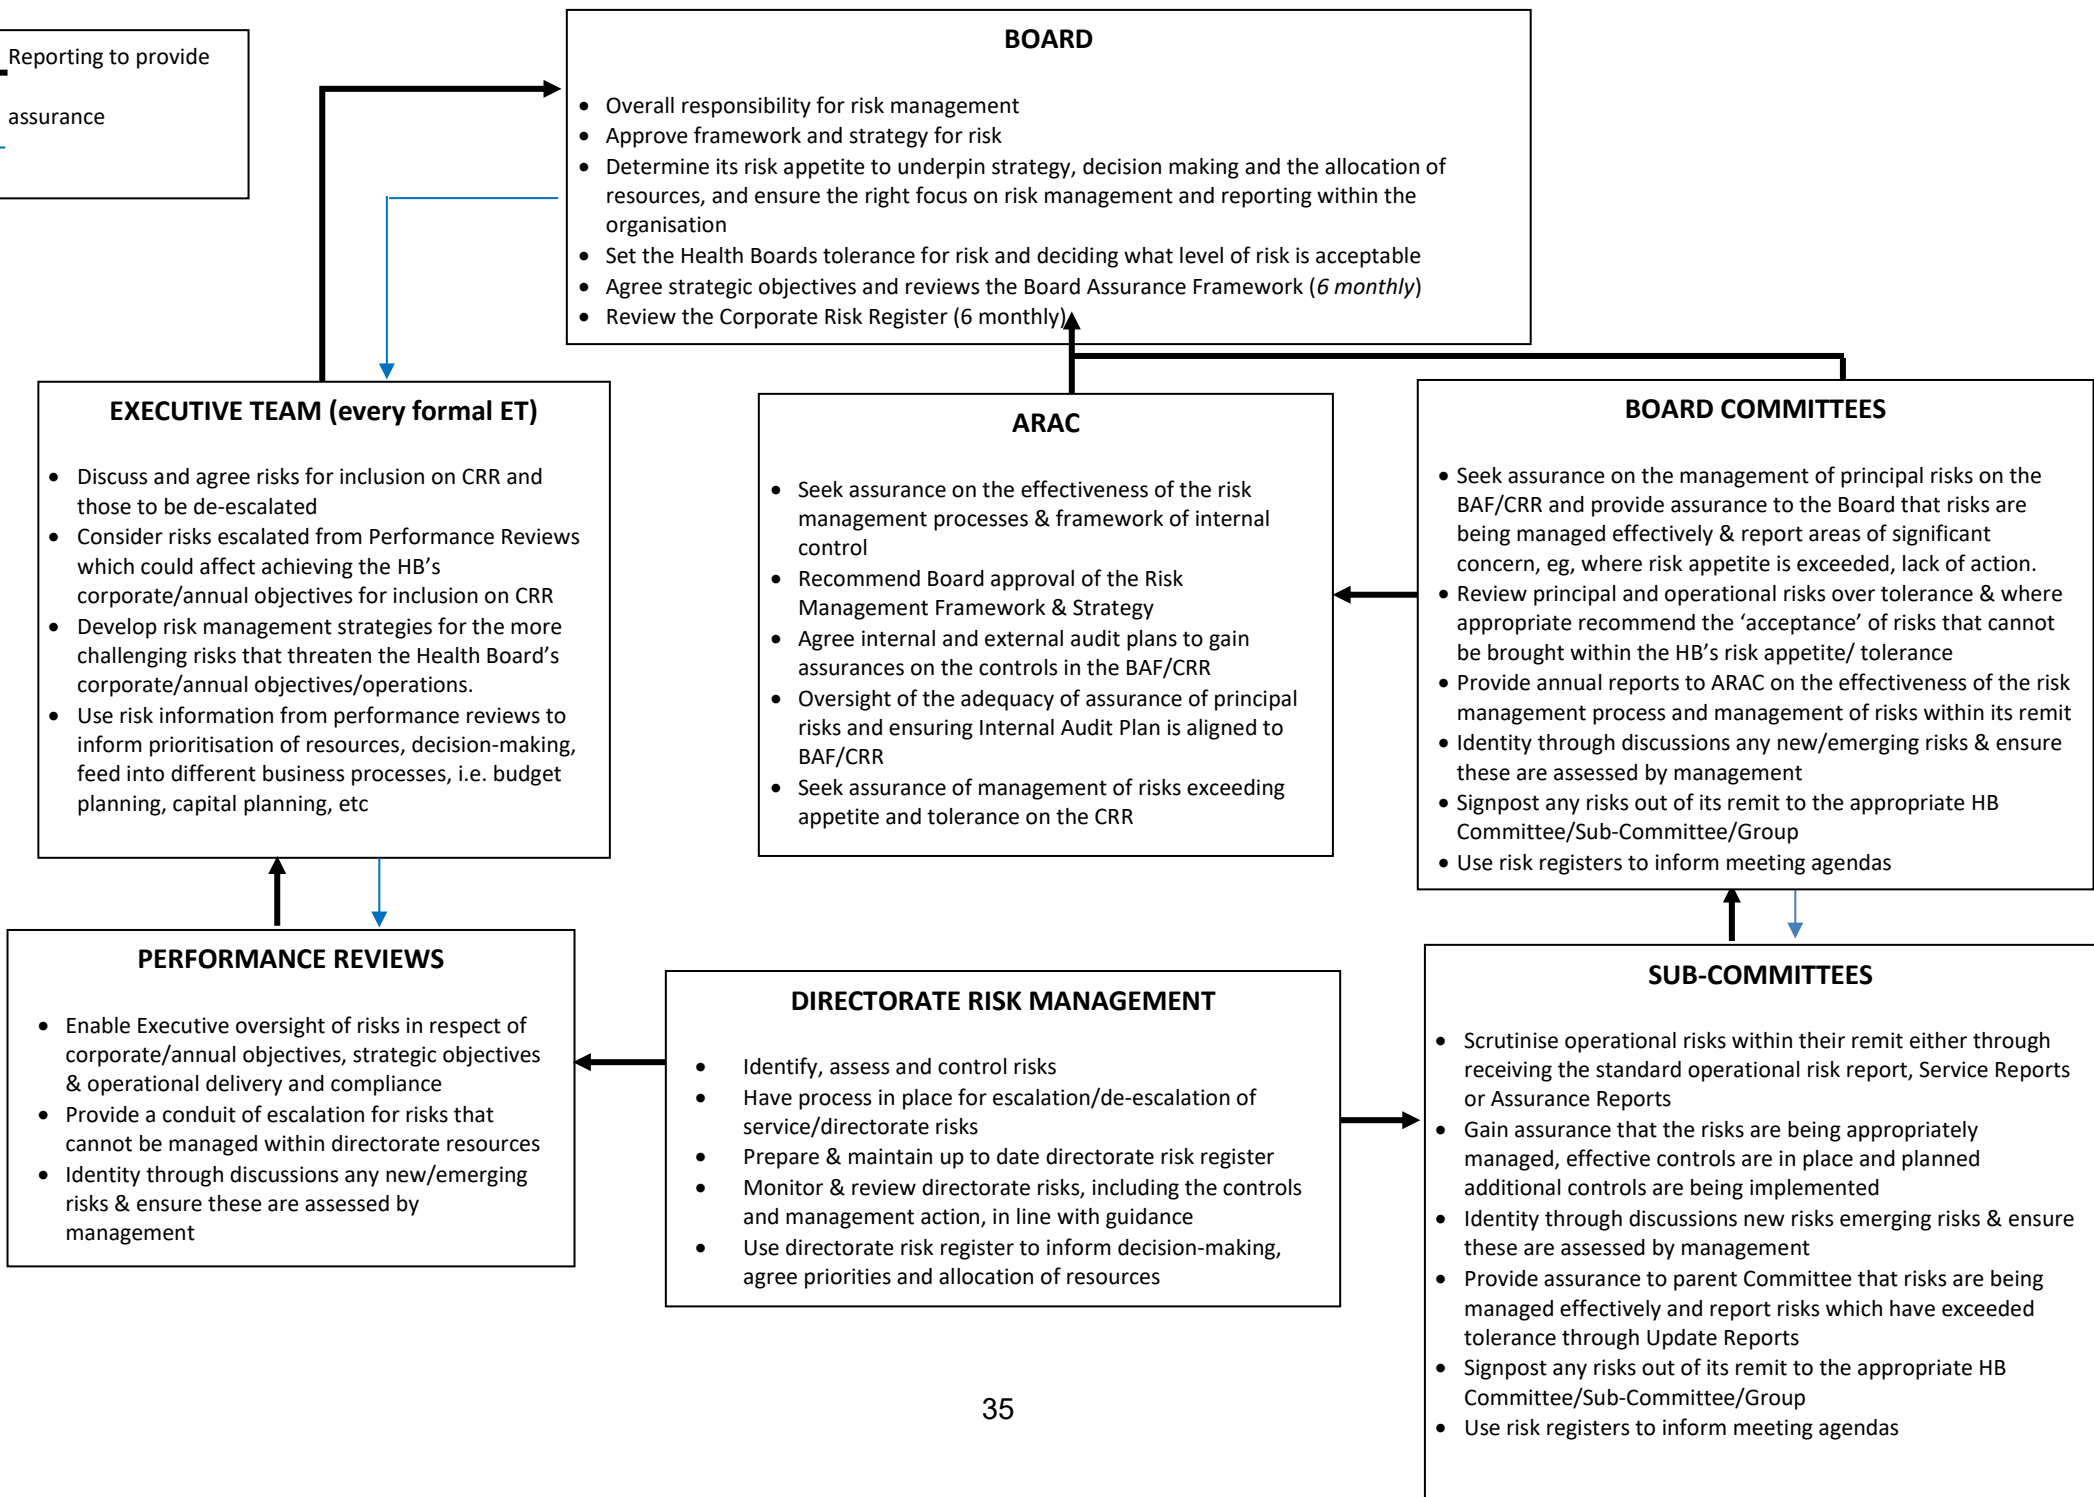 Reporting to provide
assurance
BOARD
• Overall responsibility for risk management
• Approve framework and strategy for risk
• Determine its risk appetite to underpin strategy, decision making and the allocation of
resources, and ensure the right focus on risk management and reporting within the
organisation
• Set the Health Boards tolerance for risk and deciding what level of risk is acceptable
• Agree strategic objectives and reviews the Board Assurance Framework (6 monthly)
• Review the Corporate Risk Register (6 monthly)
EXECUTIVE TEAM (every formal ET)
• Discuss and agree risks for inclusion on CRR and
those to be de-escalated
• Consider risks escalated from Performance Reviews
which could affect achieving the HB's
corporate/annual objectives for inclusion on CRR
• Develop risk management strategies for the more
challenging risks that threaten the Health Board's
corporate/annual objectives/operations.
• Use risk information from performance reviews to
inform prioritisation of resources, decision-making,
feed into different business processes, i.e. budget
planning, capital planning, etc
ARAC
• Seek assurance on the effectiveness of the risk
management processes & framework of internal
control
• Recommend Board approval of the Risk
Management Framework & Strategy
• Agree internal and external audit plans to gain
assurances on the controls in the BAF/CRR
• Oversight of the adequacy of assurance of principal
risks and ensuring Internal Audit Plan is aligned to
BAF/CRR
• Seek assurance of management of risks exceeding
appetite and tolerance on the CRR
BOARD COMMITTEES
• Seek assurance on the management of principal risks on the
BAF/CRR and provide assurance to the Board that risks are
being managed effectively & report areas of significant
concern, eg, where risk appetite is exceeded, lack of action.
• Review principal and operational risks over tolerance & where
appropriate recommend the ‘acceptance’ of risks that cannot
be brought within the HB's risk appetite/ tolerance
• Provide annual reports to ARAC on the effectiveness of the risk
management process and management of risks within its remit
• Identity through discussions any new/emerging risks & ensure
these are assessed by management
• Signpost any risks out of its remit to the appropriate HB
Committee/Sub-Committee/Group
• Use risk registers to inform meeting agendas
PERFORMANCE REVIEWS
• Enable Executive oversight of risks in respect of
corporate/annual objectives, strategic objectives
& operational delivery and compliance
• Provide a conduit of escalation for risks that
cannot be managed within directorate resources
• Identity through discussions any new/emerging
risks & ensure these are assessed by
management
DIRECTORATE RISK MANAGEMENT
• Identify, assess and control risks
• Have process in place for escalation/de-escalation of
service/directorate risks
• Prepare & maintain up to date directorate risk register
• Monitor & review directorate risks, including the controls
and management action, in line with guidance
• Use directorate risk register to inform decision-making,
agree priorities and allocation of resources
SUB-COMMITTEES
• Scrutinise operational risks within their remit either through
receiving the standard operational risk report, Service Reports
or Assurance Reports
• Gain assurance that the risks are being appropriately
managed, effective controls are in place and planned
additional controls are being implemented
• Identity through discussions new risks emerging risks & ensure
these are assessed by management
• Provide assurance to parent Committee that risks are being
managed effectively and report risks which have exceeded
tolerance through Update Reports
• Signpost any risks out of its remit to the appropriate HB
Committee/Sub-Committee/Group
• Use risk registers to inform meeting agendas
35